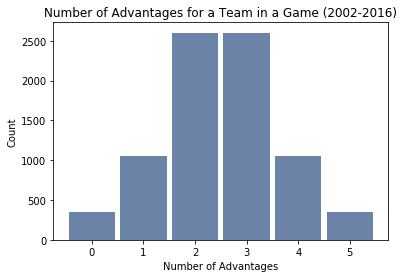 Number of Advantages for a Team in a Game (2002-2016)
2500
2000
1500
1000
500
0
Count
0 1 2 3 4 5
Number of Advantages